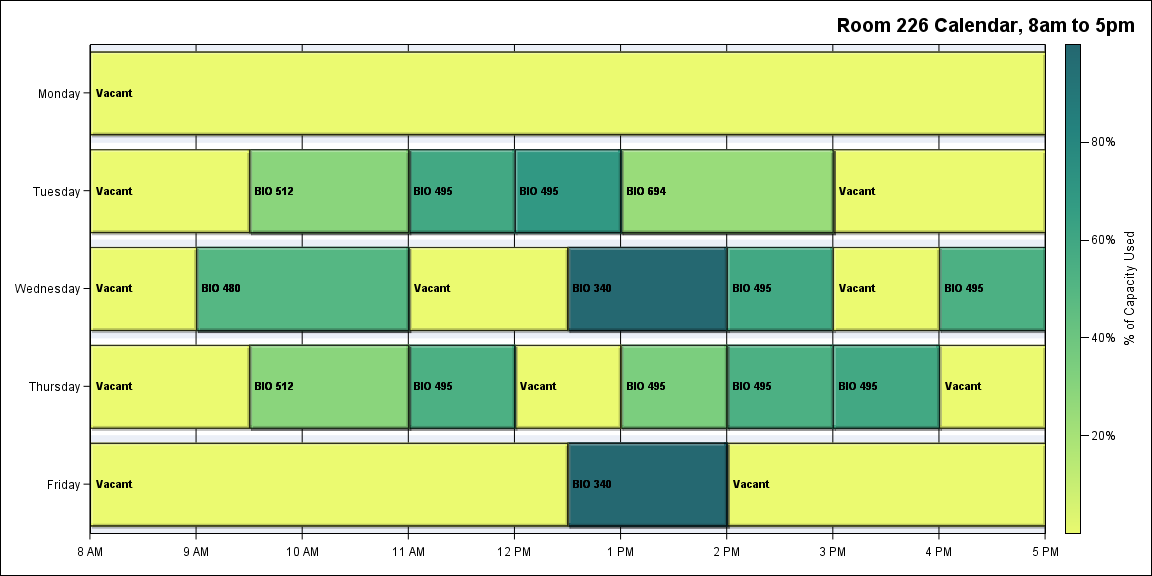 Room 226 Calendar, 8am to 5pm
Monday
Vacant
Tuesday
Vacant
BIO 512
BIO 495
BIO 495
BIO 694
Vacant
Wednesday
Vacant
BIO 480
Vacant
BIO 340
BIO 495
Vacant
BIO 495
Thursday
Vacant
BIO 512
BIO 495
Vacant
BIO 495
BIO 495
BIO 495
Vacant
Friday
Vacant
BIO 340
Vacant
8 AM
9 AM
10 AM
11 AM
12 PM
1 PM
2 PM
3 PM
4 PM
5 PM
80%
60%
40%
20%
% of Capacity Used